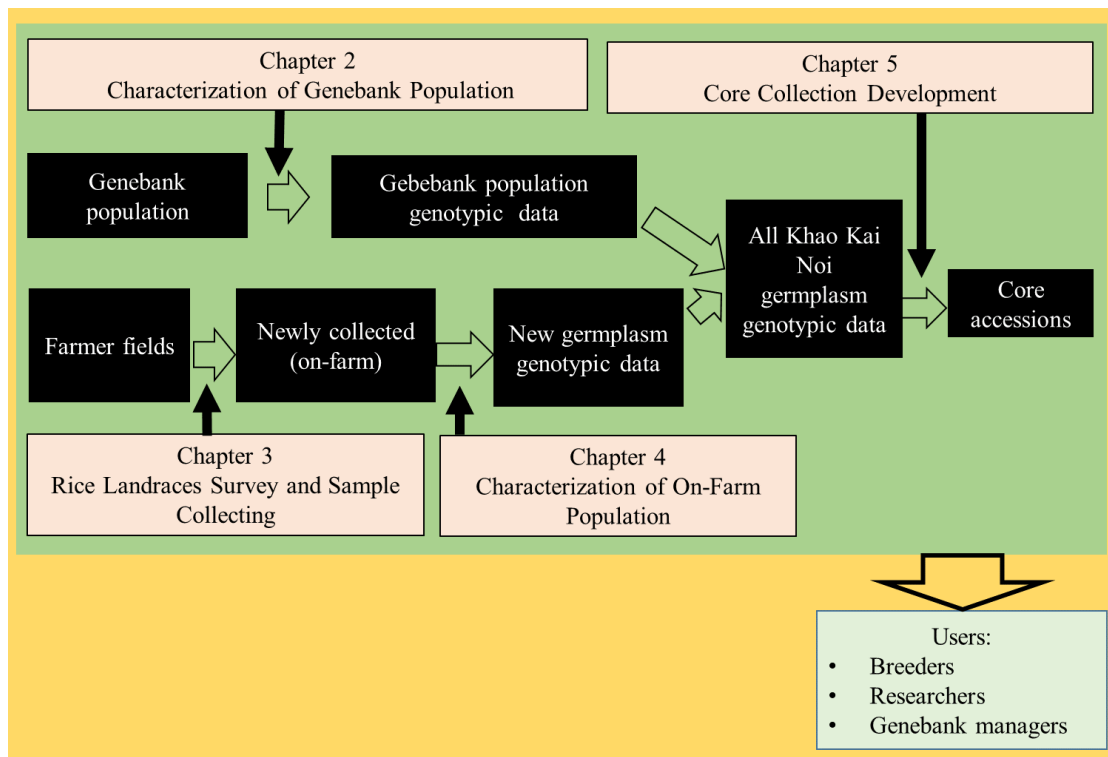 Chapter 2
Characterization of Genebank Population
Chapter 5
Core Collection Development
Genebank
population
Gebebank population
genotypic data
All Khao Kai
Noi
germplasm
genotypic data
Core
accessions
Farmer fields
Newly collected
(on-farm)
New germplasm
genotypic data
Chapter 3
Rice Landraces Survey and Sample
Collecting
Chapter 4
Characterization of On-Farm
Population
Users:
• Breeders
• Researchers
• Genebank managers